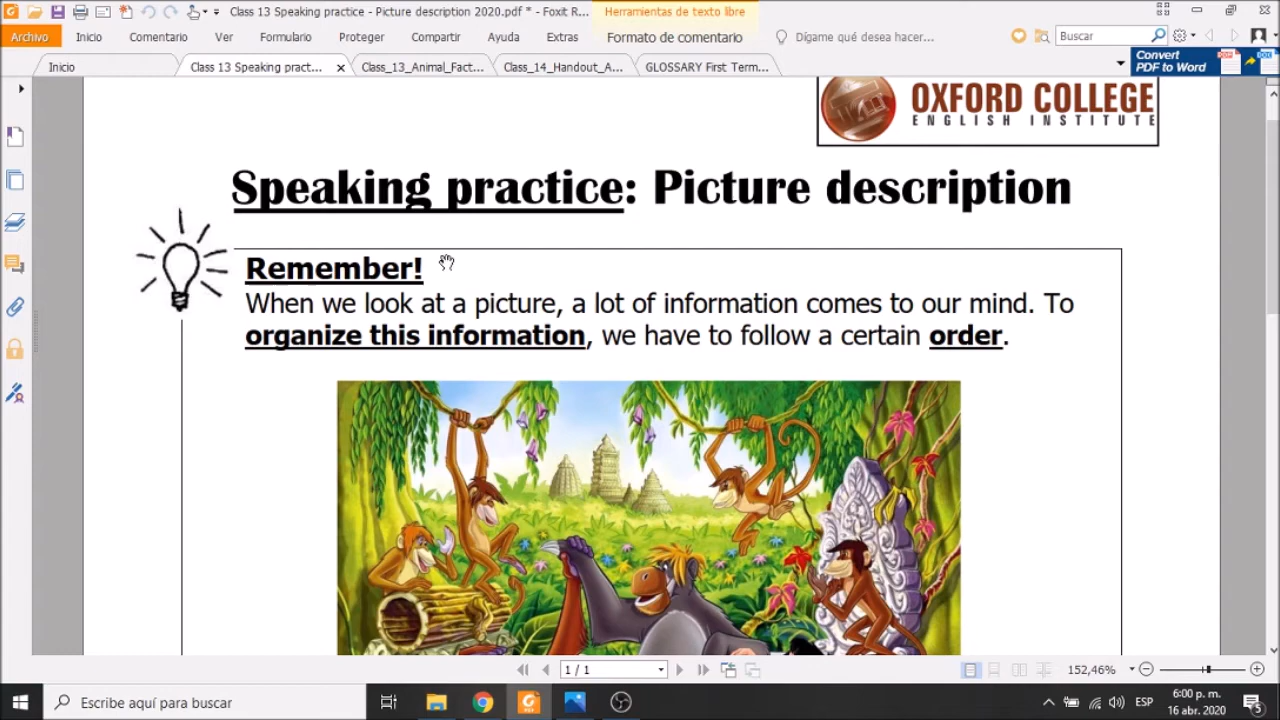 Class 13 Speaking practice - Picture description 2020.pdf * - Foxit R...
Herramientas de texto libre
Archivo Inicio Comentario Ver Formulario Proteger Compartir Ayuda Extras Formato de comentario Dígame qué desea hacer... Buscar
Inicio Class 13 Speaking pract... Class_13_Animal_Fact... Class_14_Handout_A... GLOSSARY First Term...
Convert
PDF to Word
OXFORD COLLEGE
ENGLISH INSTITUTE
Speaking practice: Picture description
Remember!
When we look at a picture, a lot of information comes to our mind. To
organize this information, we have to follow a certain order.
1 / 1 152,46%
Escribe aquí para buscar
ESP
6:00 p. m.
16 abr. 2020
5